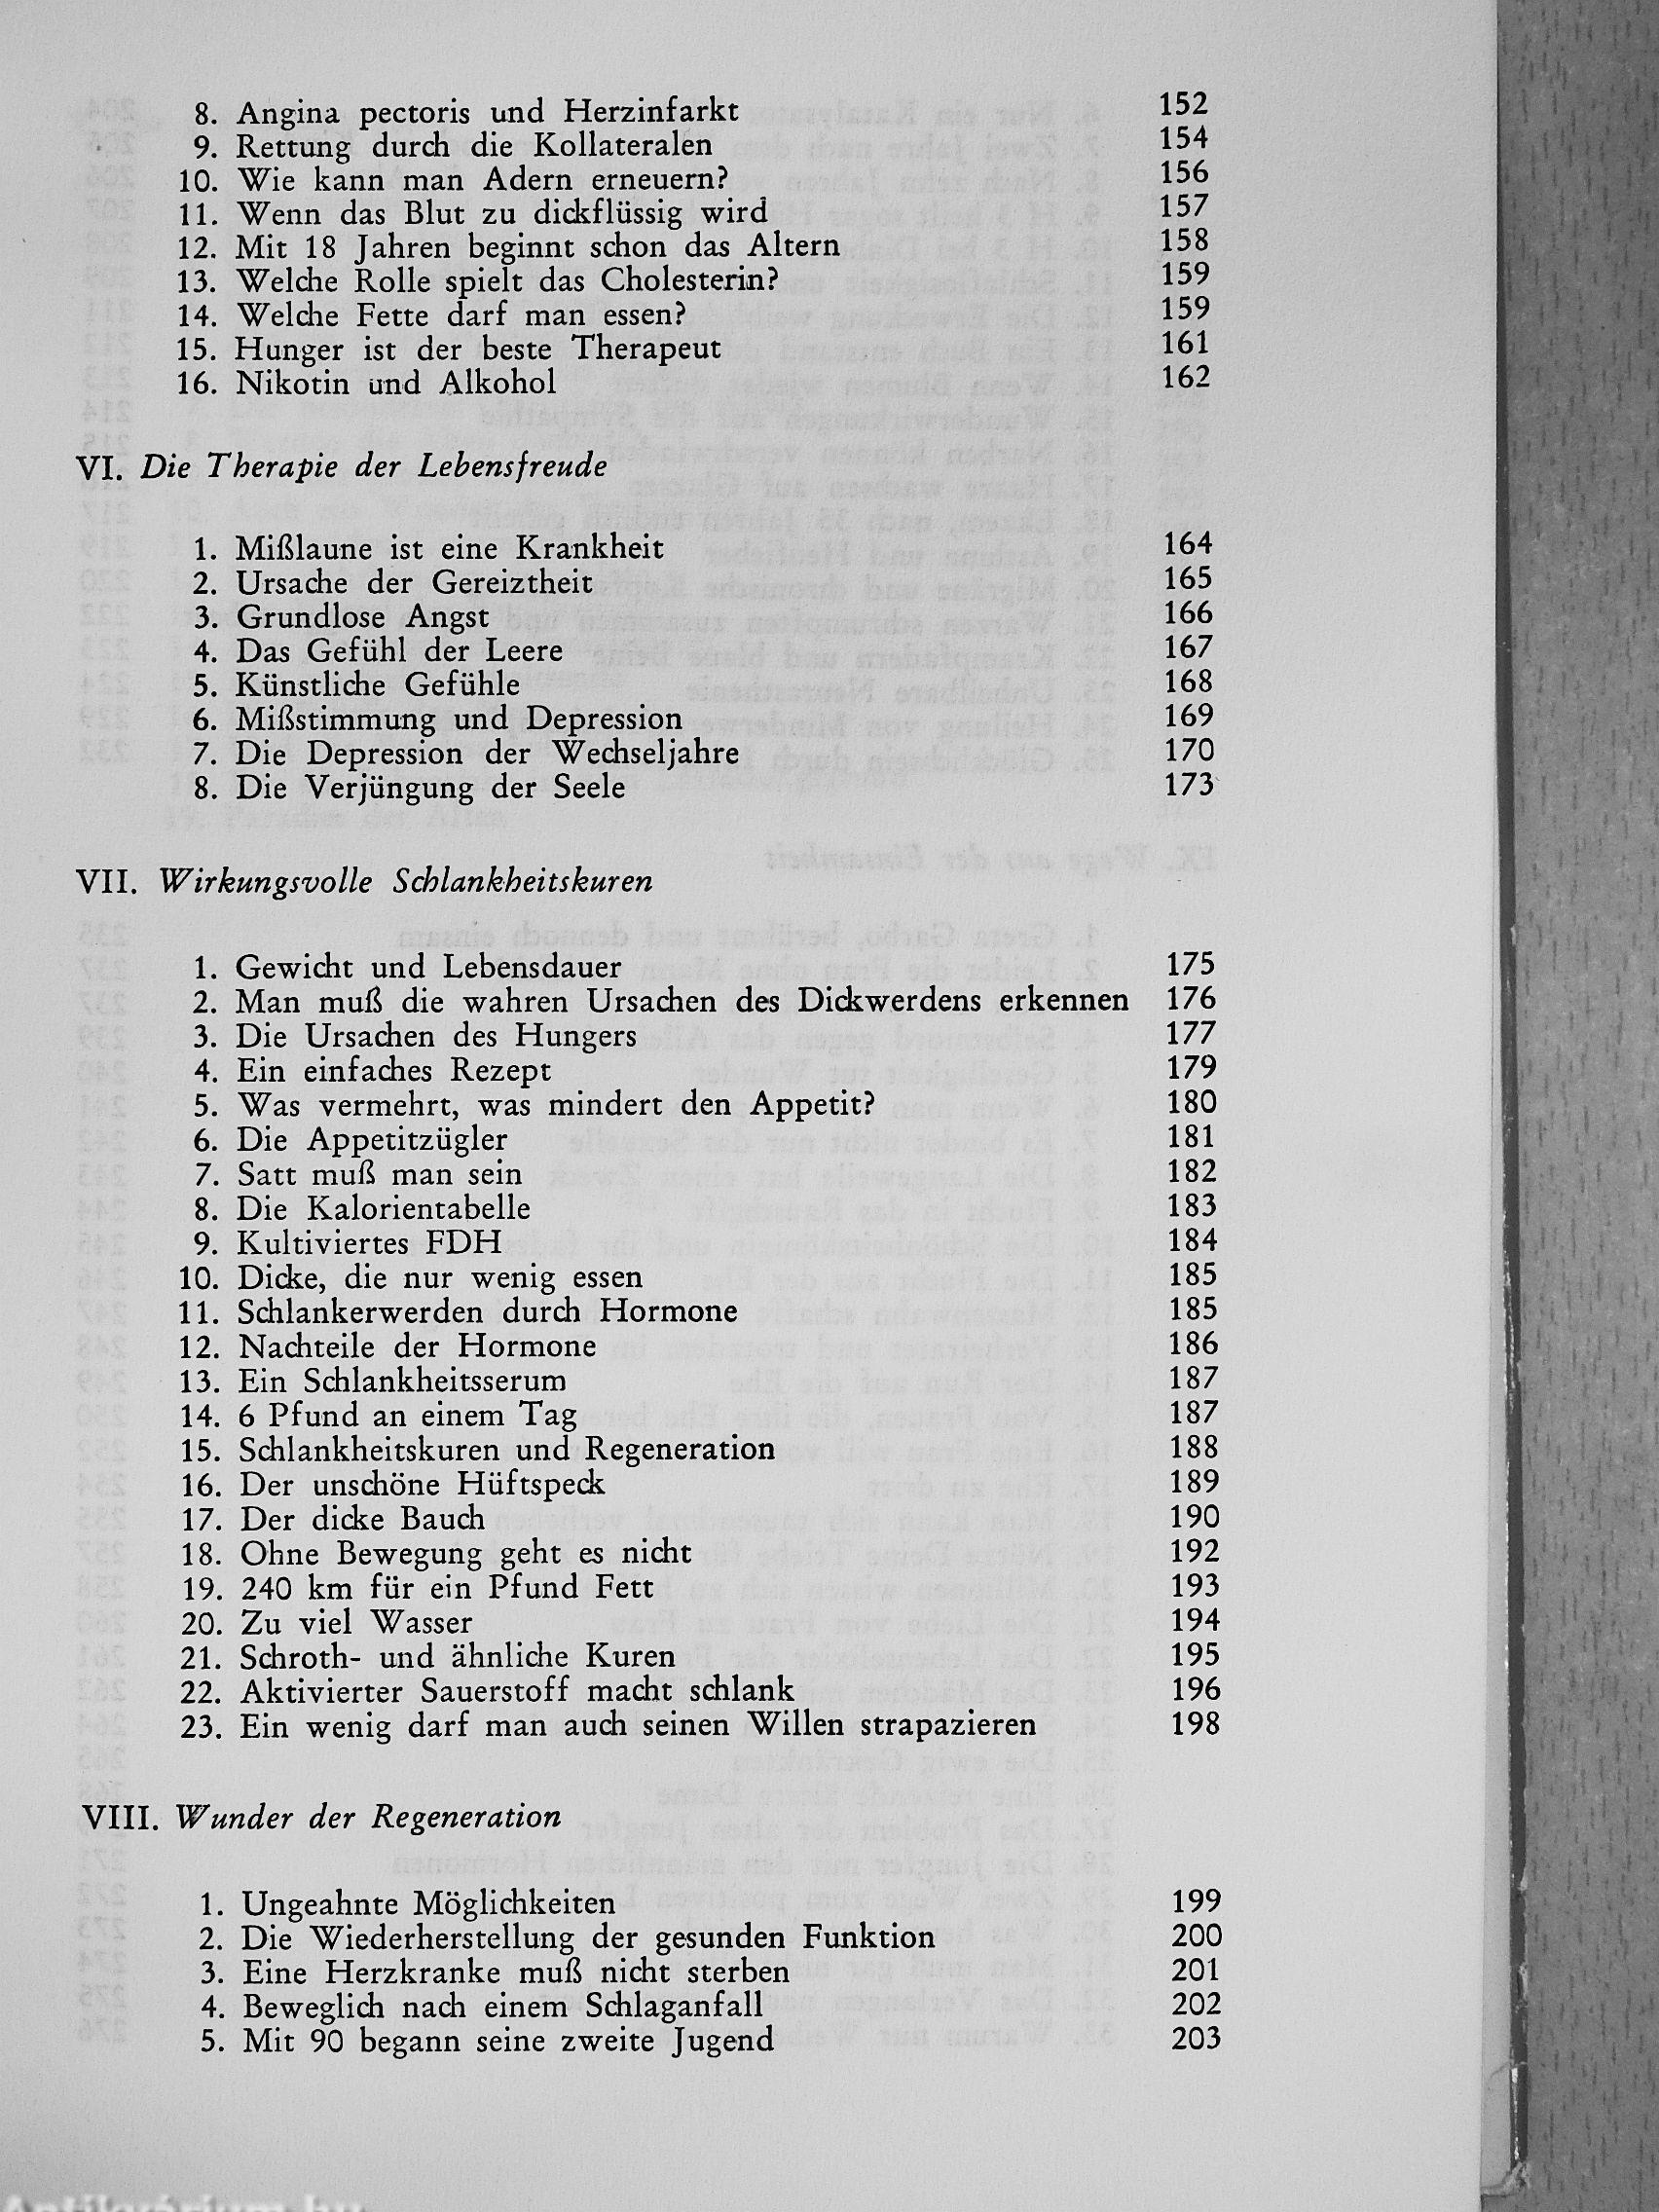 8. Angina pectoris und Herzinfarkt 152
9. Rettung durch die Kollateralen 154
10. Wie kann man Adern erneuern? 156
11. Wenn das Blut zu dickflüssig wird 157
12. Mit 18 Jahren beginnt schon das Altern 158
13. Welche Rolle spielt das Cholesterin? 159
14. Welche Fette darf man essen? 159
15. Hunger ist der beste Therapeut 161
16. Nikotin und Alkohol 162
VI. Die Therapie der Lebensfreude
1. Mißlaune ist eine Krankheit 164
2. Ursache der Gereiztheit 165
3. Grundlose Angst 166
4. Das Gefühl der Leere 167
5. Künstliche Gefühle 168
6. Mißstimmung und Depression 169
7. Die Depression der Wechseljahre 170
8. Die Verjüngung der Seele 173
VII. Wirkungsvolle Schlankheitskuren
1. Gewicht und Lebensdauer 175
2. Man muß die wahren Ursachen des Dickwerdens erkennen 176
3. Die Ursachen des Hungers 177
4. Ein einfaches Rezept 179
5. Was vermehrt, was mindert den Appetit? 180
6. Die Appetitzügler 181
7. Satt muß man sein 182
8. Die Kalorientabelle 183
9. Kultiviertes FDH 184
10. Dicke, die nur wenig essen 185
11. Schlankerwerden durch Hormone 185
12. Nachteile der Hormone 186
13. Ein Schlankheitsserum 187
14. 6 Pfund an einem Tag 187
15. Schlankheitskuren und Regeneration 188
16. Der unschöne Hüftspeck 189
17. Der dicke Bauch 190
18. Ohne Bewegung geht es nicht 192
19. 240 km für ein Pfund Fett 193
20. Zu viel Wasser 194
21. Schroth- und ähnliche Kuren 195
22. Aktivierter Sauerstoff macht schlank 196
23. Ein wenig darf man auch seinen Willen strapazieren 198
VIII. Wunder der Regeneration
1. Ungeahnte Möglichkeiten 199
2. Die Wiederherstellung der gesunden Funktion 200
3. Eine Herzkranke muß nicht sterben 201
4. Beweglich nach einem Schlaganfall 202
5. Mit 90 begann seine zweite Jugend 203